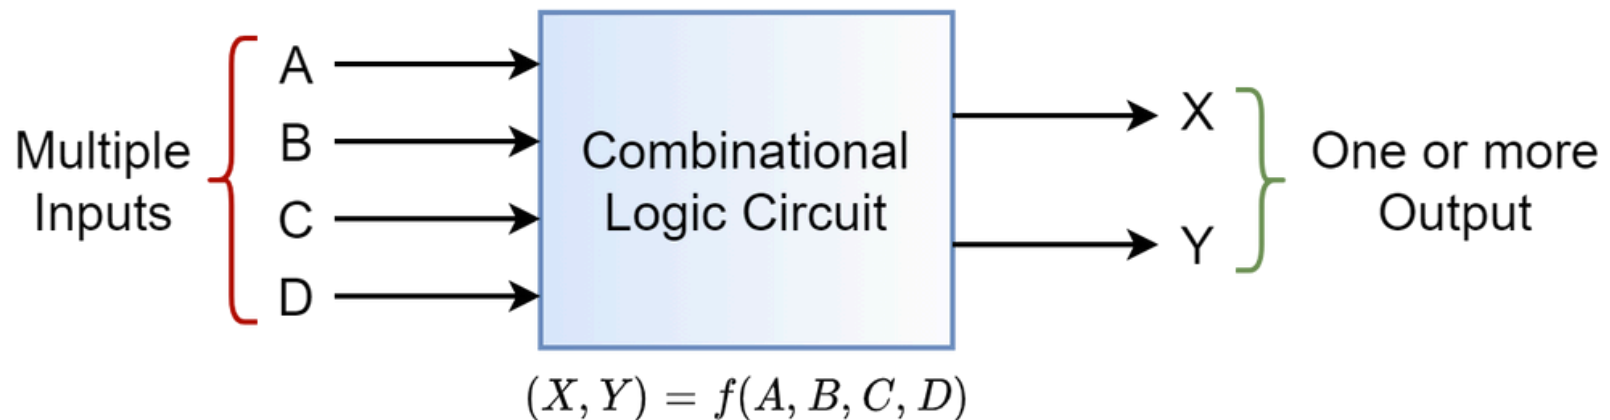 Multiple
Inputs
A
B
C
D
Combinational
Logic Circuit
X
Y
One or more
Output
(X, Y) = f(A, B, C, D)